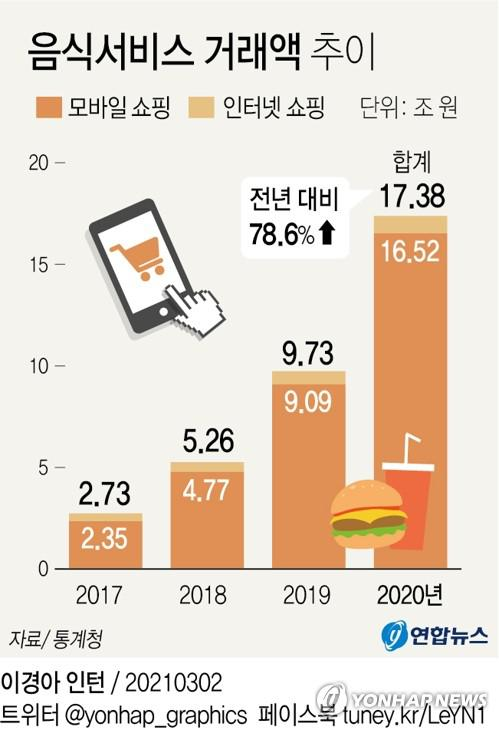 음식서비스 거래액 추이
모바일 쇼핑 인터넷 쇼핑 단위: 조 원
20
합계
전년 대비 17.38
78.6%⬆
16.52
15
10
9.73
9.09
5.26
5
4.77
2.73
2.35
0
2017 2018 2019 2020년
자료/ 통계청 연합뉴스
이경아 인턴 / 20210302
YONHAP NEWS
트위터 @yonhap_graphics 페이스북 tuney.kr/LeYN1